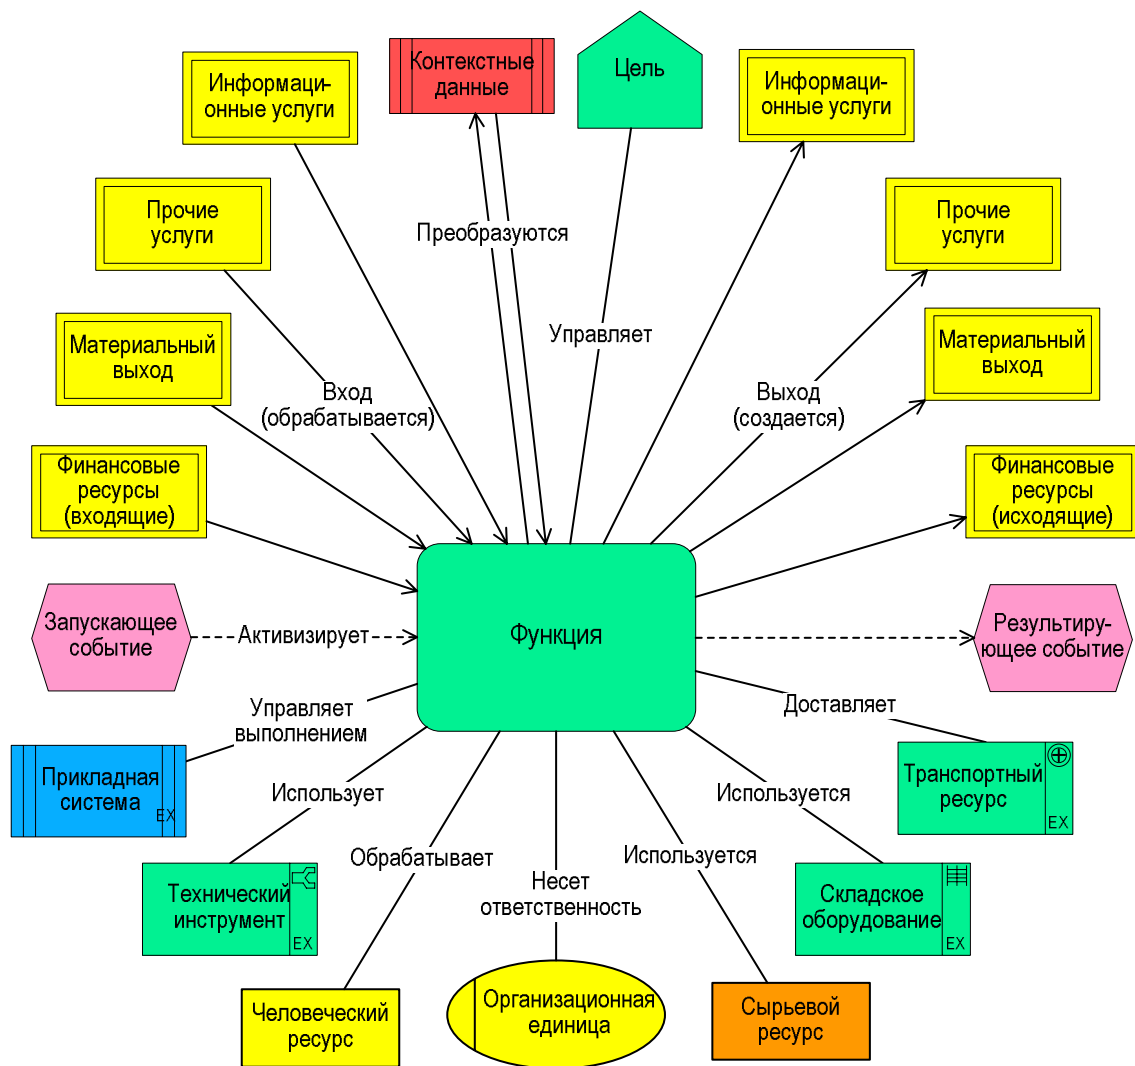 Контекстные
данные
Цель
Информаци-
онные услуги
Информаци-
онные услуги
Прочие
услуги
Преобразуются
Прочие
услуги
Управляет
Материальный
выход
Материальный
выход
Вход
(обрабатывается)
Выход
(создается)
Финансовые
ресурсы
(входящие)
Финансовые
ресурсы
(исходящие)
Запускающее
событие
Активизирует
Функция
Результиру-
ющее событие
Управляет
выполнением
Доставляет
Прикладная
система
EX
Использует
Используется
Транспортный
ресурс
EX
Обрабатывает
Используется
Технический
инструмент
EX
Несет
ответственность
Складское
оборудование
EX
Человеческий
ресурс
Организационная
единица
Сырьевой
ресурс